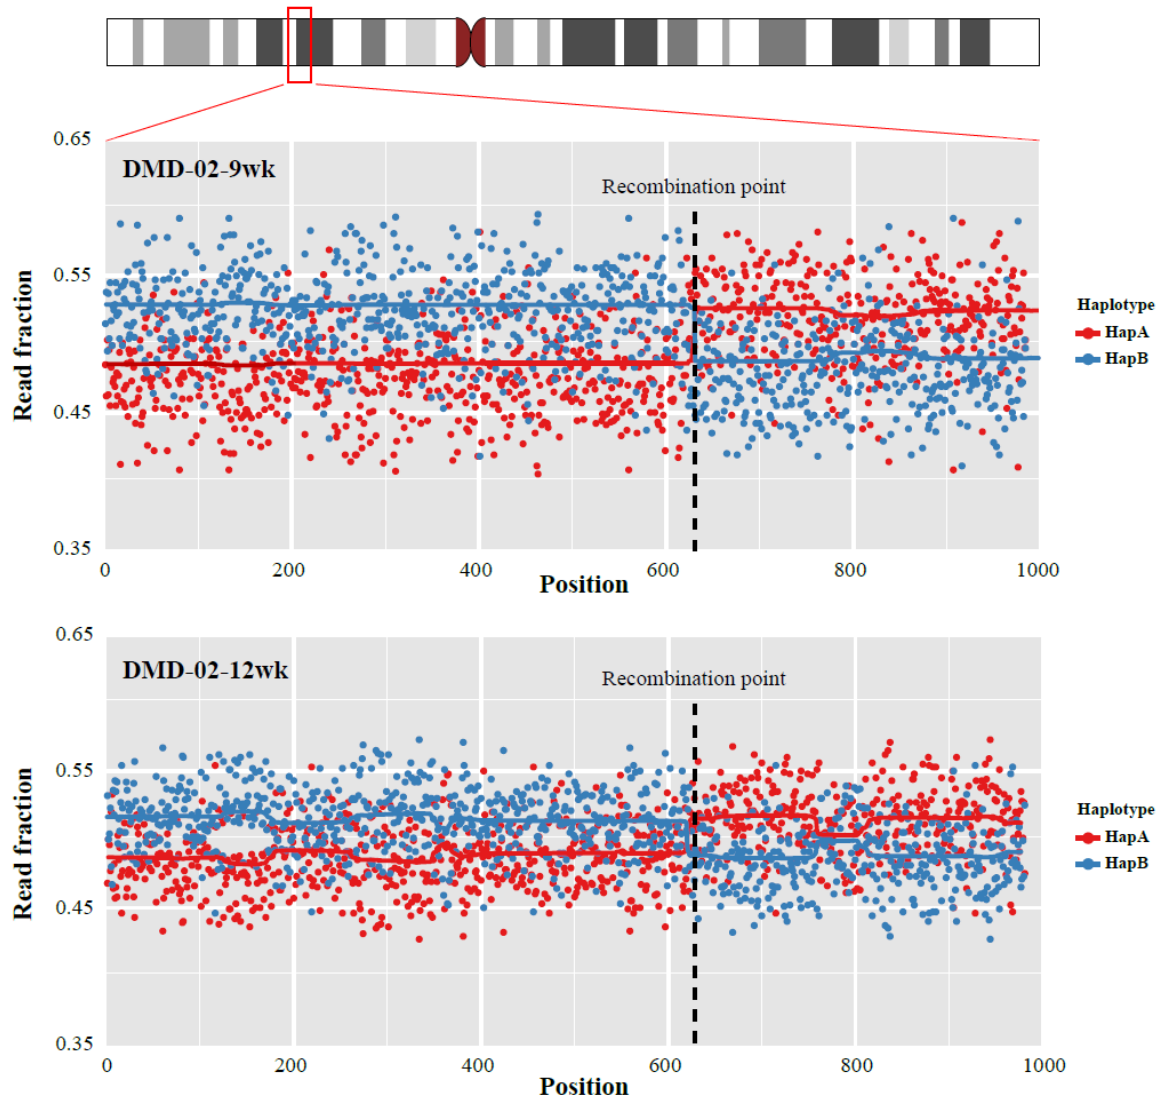 0.65
DMD-02-9wk
Recombination point
0.55
Read fraction
Haplotype
HapA
HapB
0.45
0.35
0 200 400 600 800 1000
Position
0.65
DMD-02-12wk
Recombination point
0.55
Read fraction
Haplotype
HapA
HapB
0.45
0.35
0 200 400 600 800 1000
Position